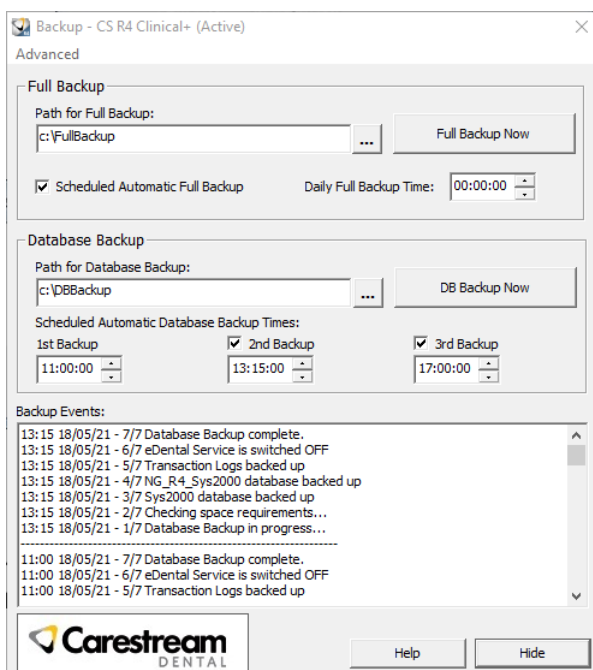 Backup - CS R4 Clinical+ (Active)
Advanced
Full Backup
Path for Full Backup:
c:\FullBackup
...
Full Backup Now
Scheduled Automatic Full Backup
Daily Full Backup Time:
00:00:00
Database Backup
Path for Database Backup:
c:\DBBackup
...
DB Backup Now
Scheduled Automatic Database Backup Times:
1st Backup
2nd Backup
3rd Backup
11:00:00
13:15:00
17:00:00
Backup Events:
13:15 18/05/21 - 7/7 Database Backup complete.
13:15 18/05/21 - 6/7 eDental Service is switched OFF
13:15 18/05/21 - 5/7 Transaction Logs backed up
13:15 18/05/21 - 4/7 NG_R4_Sys2000 database backed up
13:15 18/05/21 - 3/7 Sys2000 database backed up
13:15 18/05/21 - 2/7 Checking space requirements...
13:15 18/05/21 - 1/7 Database Backup in progress...
------------------------------------------------------------------
11:00 18/05/21 - 7/7 Database Backup complete.
11:00 18/05/21 - 6/7 eDental Service is switched OFF
11:00 18/05/21 - 5/7 Transaction Logs backed up
Carestream
DENTAL
Help
Hide